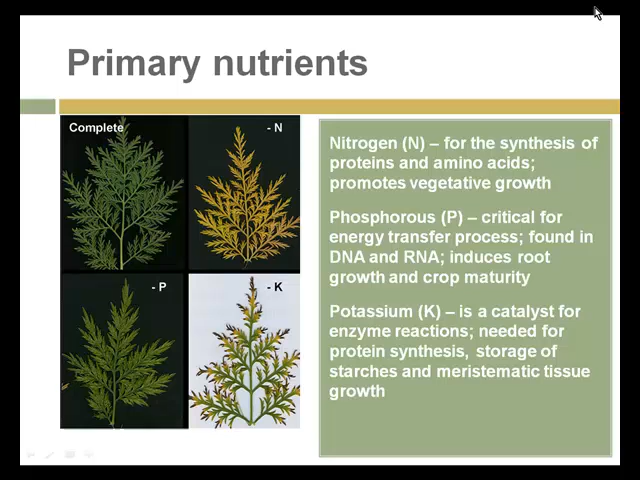 Primary nutrients
Complete
- N
- P
- K
Nitrogen (N) – for the synthesis of
proteins and amino acids;
promotes vegetative growth
Phosphorous (P) – critical for
energy transfer process; found in
DNA and RNA; induces root
growth and crop maturity
Potassium (K) – is a catalyst for
enzyme reactions; needed for
protein synthesis, storage of
starches and meristematic tissue
growth